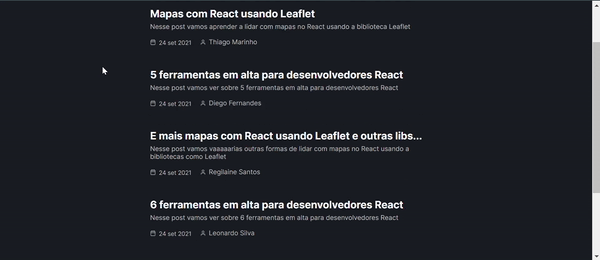 Mapas com React usando Leaflet
Nesse post vamos aprender a lidar com mapas no React usando a biblioteca Leaflet
24 set 2021 Thiago Marinho
5 ferramentas em alta para desenvolvedores React
Nesse post vamos ver sobre 5 ferramentas em alta para desenvolvedores React
24 set 2021 Diego Fernandes
E mais mapas com React usando Leaflet e outras libs...
Nesse post vamos vaaaaarias outras formas de lidar com mapas no React usando a
bibliotecas como Leaflet
24 set 2021 Regilaine Santos
6 ferramentas em alta para desenvolvedores React
Nesse post vamos ver sobre 6 ferramentas em alta para desenvolvedores React
24 set 2021 Leonardo Silva